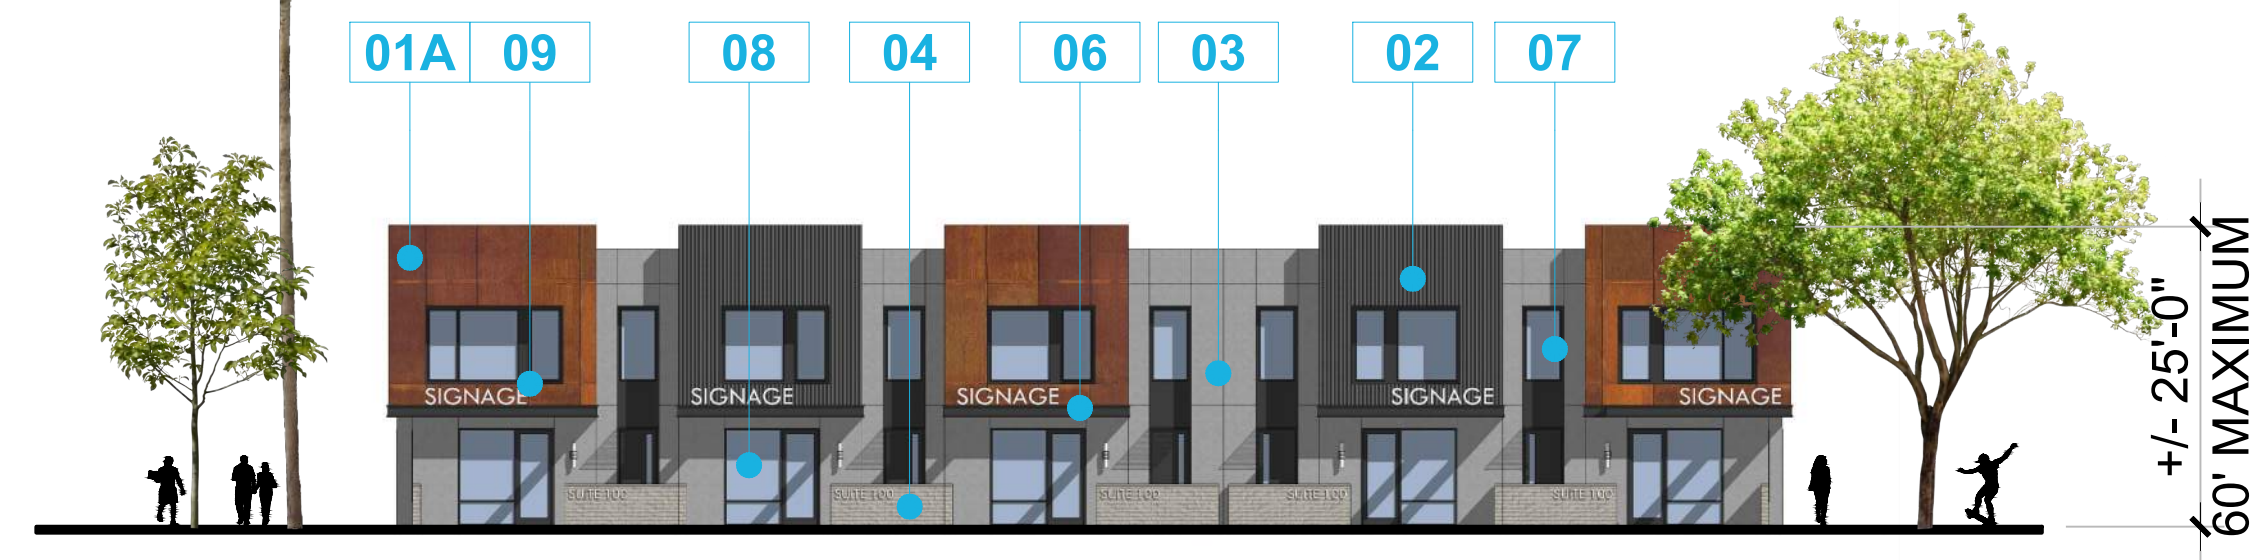 01A 09 08 04 06 03 02 07
SIGNAGE SIGNAGE SIGNAGE SIGNAGE SIGNAGE
SUITE 100 SUITE 100 SUITE 100 SUITE 100 SUITE 100
+/- 25'-0"
60' MAXIMUM